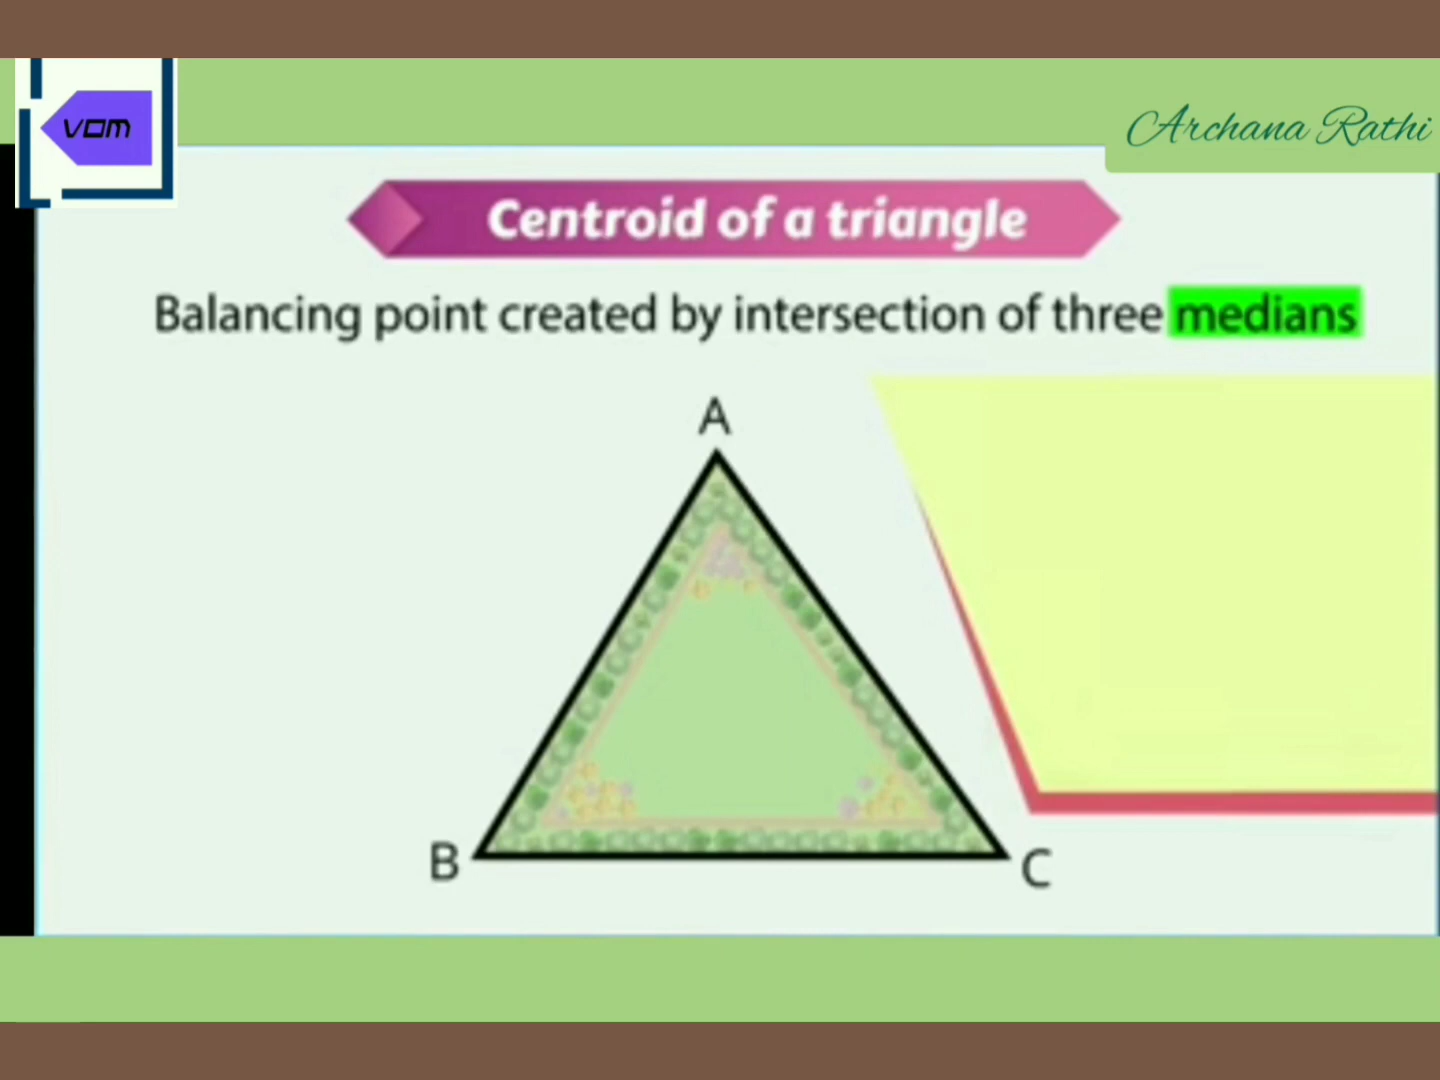 VOM
Archana Rathi
Centroid of a triangle
Balancing point created by intersection of three medians
A
B
C